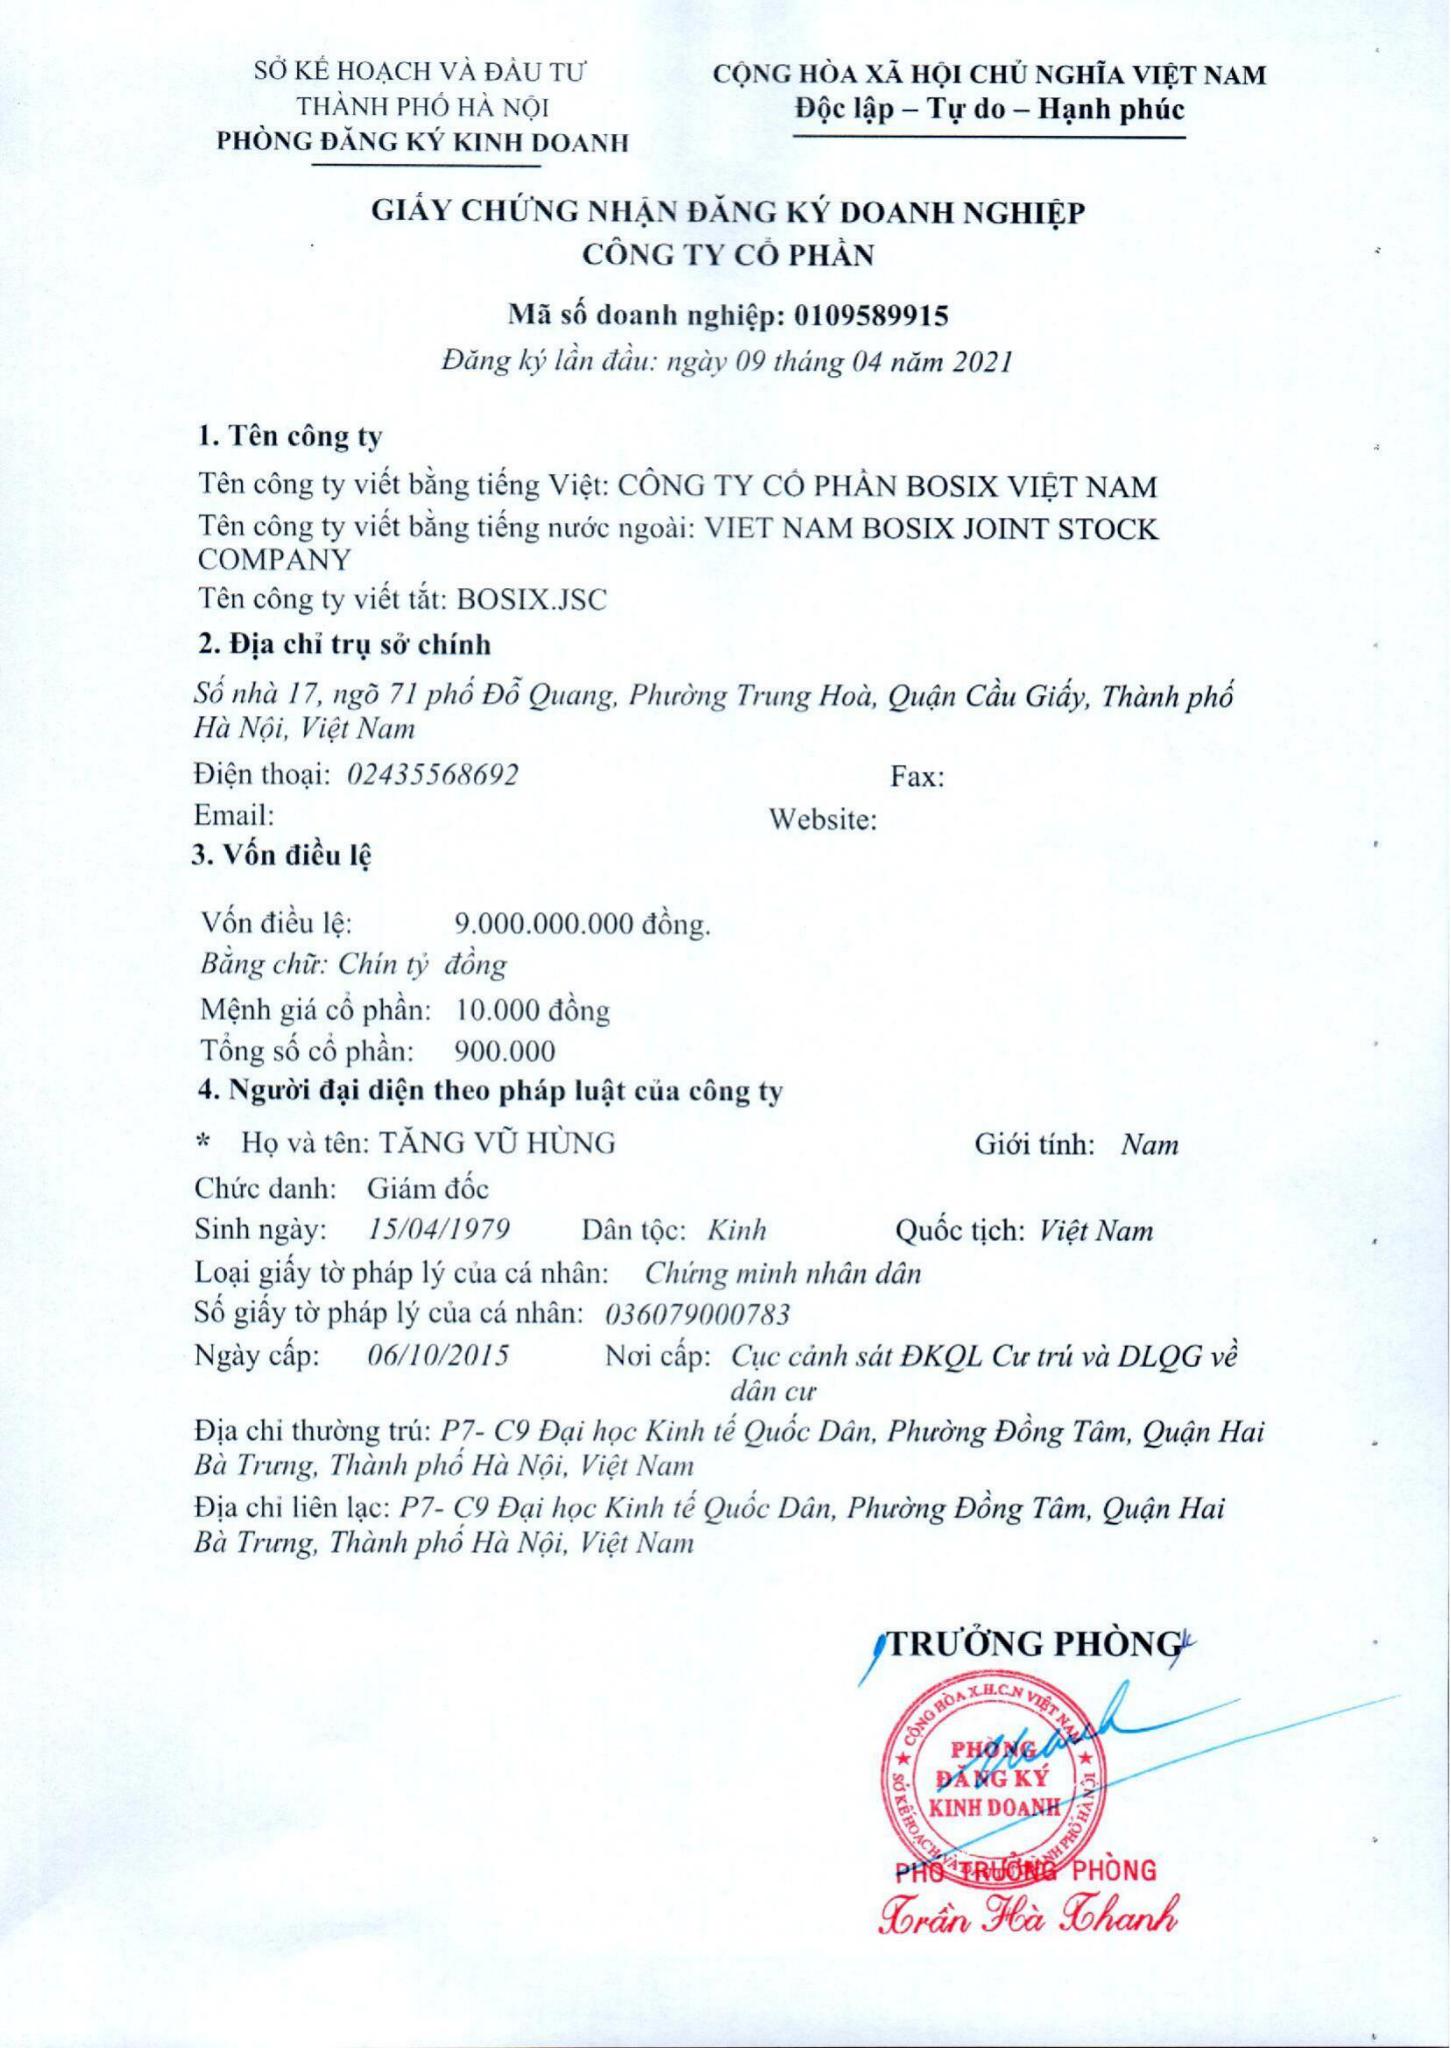 SỞ KẾ HOẠCH VÀ ĐẦU TƯ
THÀNH PHỐ HÀ NỘI
PHÒNG ĐĂNG KÝ KINH DOANH
CỘNG HÒA XÃ HỘI CHỦ NGHĨA VIỆT NAM
Độc lập – Tự do – Hạnh phúc
GIẤY CHỨNG NHẬN ĐĂNG KÝ DOANH NGHIỆP
CÔNG TY CỔ PHẦN
Mã số doanh nghiệp: 0109589915
Đăng ký lần đầu: ngày 09 tháng 04 năm 2021
1. Tên công ty
Tên công ty viết bằng tiếng Việt: CÔNG TY CỔ PHẦN BOSIX VIỆT NAM
Tên công ty viết bằng tiếng nước ngoài: VIET NAM BOSIX JOINT STOCK
COMPANY
Tên công ty viết tắt: BOSIX.JSC
2. Địa chỉ trụ sở chính
Số nhà 17, ngõ 71 phố Đỗ Quang, Phường Trung Hoà, Quận Cầu Giấy, Thành phố
Hà Nội, Việt Nam
Điện thoại: 02435568692 Fax:
Email: Website:
3. Vốn điều lệ
Vốn điều lệ: 9.000.000.000 đồng.
Bằng chữ: Chín tỷ đồng
Mệnh giá cổ phần: 10.000 đồng
Tổng số cổ phần: 900.000
4. Người đại diện theo pháp luật của công ty
* Họ và tên: TĂNG VŨ HÙNG Giới tính: Nam
Chức danh: Giám đốc
Sinh ngày: 15/04/1979 Dân tộc: Kinh Quốc tịch: Việt Nam
Loại giấy tờ pháp lý của cá nhân: Chứng minh nhân dân
Số giấy tờ pháp lý của cá nhân: 036079000783
Ngày cấp: 06/10/2015 Nơi cấp: Cục cảnh sát ĐKQL Cư trú và DLQG về
dân cư
Địa chỉ thường trú: P7- C9 Đại học Kinh tế Quốc Dân, Phường Đồng Tâm, Quận Hai
Bà Trưng, Thành phố Hà Nội, Việt Nam
Địa chỉ liên lạc: P7- C9 Đại học Kinh tế Quốc Dân, Phường Đồng Tâm, Quận Hai
Bà Trưng, Thành phố Hà Nội, Việt Nam
TRƯỞNG PHÒNG
CỘNG HÒA X.H.C.N VIỆT NAM
PHÒNG
ĐĂNG KÝ
KINH DOANH
SỞ KẾ HOẠCH VÀ ĐẦU TƯ THÀNH PHỐ HÀ NỘI
PHÓ TRƯỞNG PHÒNG
Trần Hà Thanh